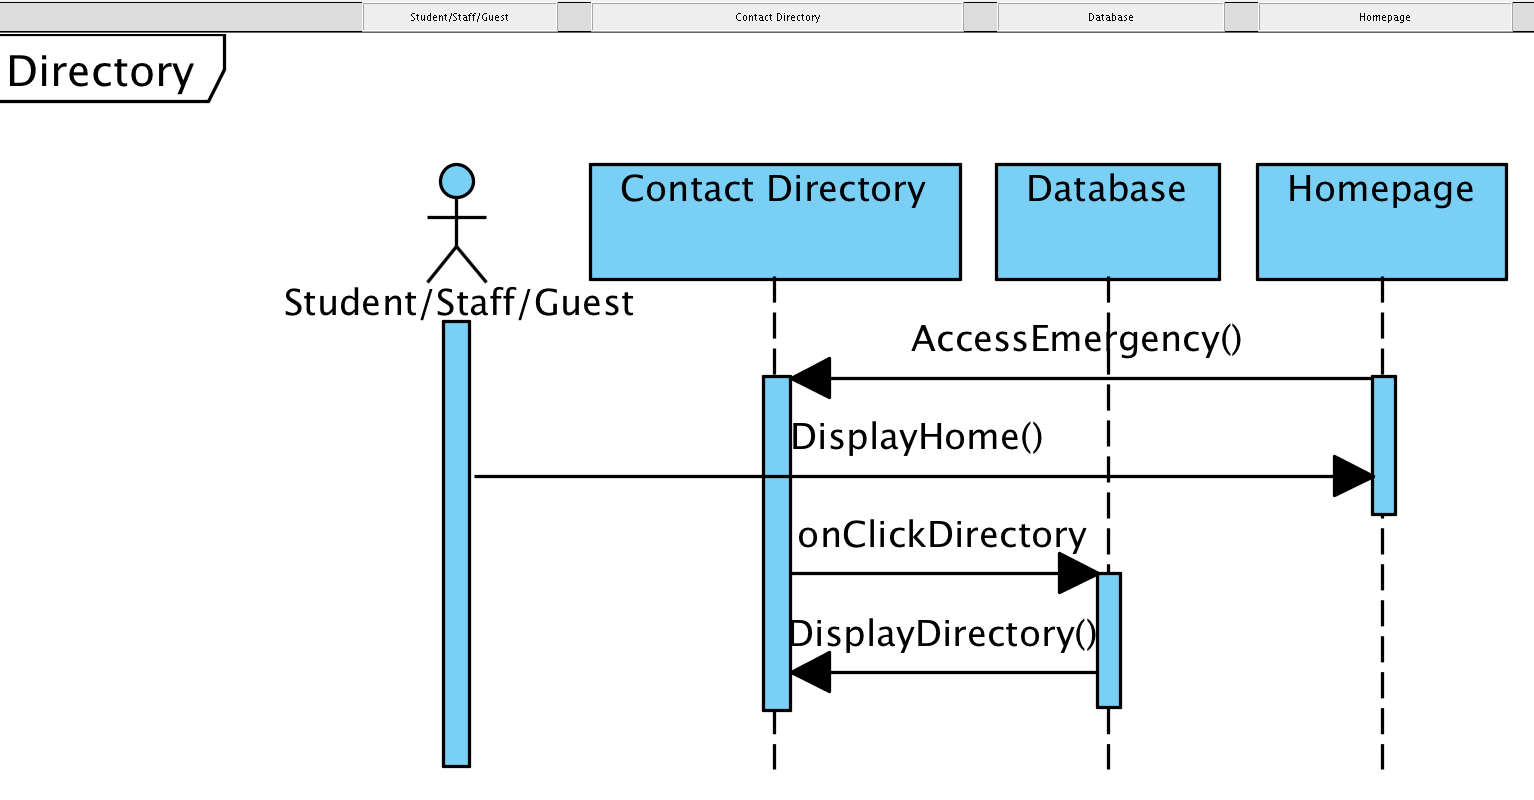 Student/Staff/Guest
Contact Directory
Database
Homepage
Directory
Contact Directory
Database
Homepage
Student/Staff/Guest
AccessEmergency()
DisplayHome()
onClickDirectory
DisplayDirectory()